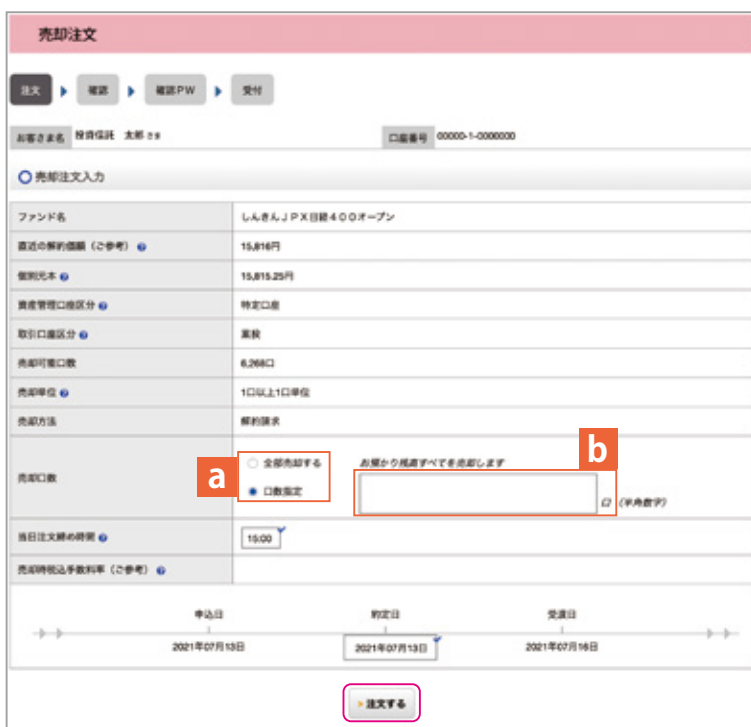 売却注文
注文 確認 確認PW 受付
お客さま名 投資信託 太郎 さま 口座番号 00000-1-0000000
売却注文入力
ファンド名 しんきんJPX日経400オープン
直近の解約価額（ご参考）
15,816円
個別元本
15,815.25円
資産管理口座区分
特定口座
取引口座区分
累投
売却可能口数 6,268口
売却単位
1口以上1口単位
売却方法 解約請求
a
b
全部売却する お預かり残高すべてを売却します
売却口数
口数指定
口 （半角数字）
当日注文締め時間
15:00
売却時税込手数料率（ご参考）
申込日 約定日 受渡日
2021年07月13日 2021年07月13日 2021年07月16日
注文する